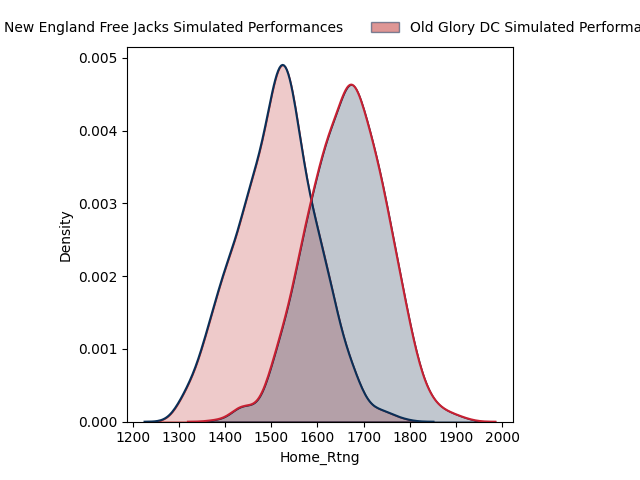 New England Free Jacks Simulated Performances
Old Glory DC Simulated Performa
0.005
0.004
0.003
0.002
0.001
0.000
Density
1200 1300 1400 1500 1600 1700 1800 1900 2000
Home_Rtng